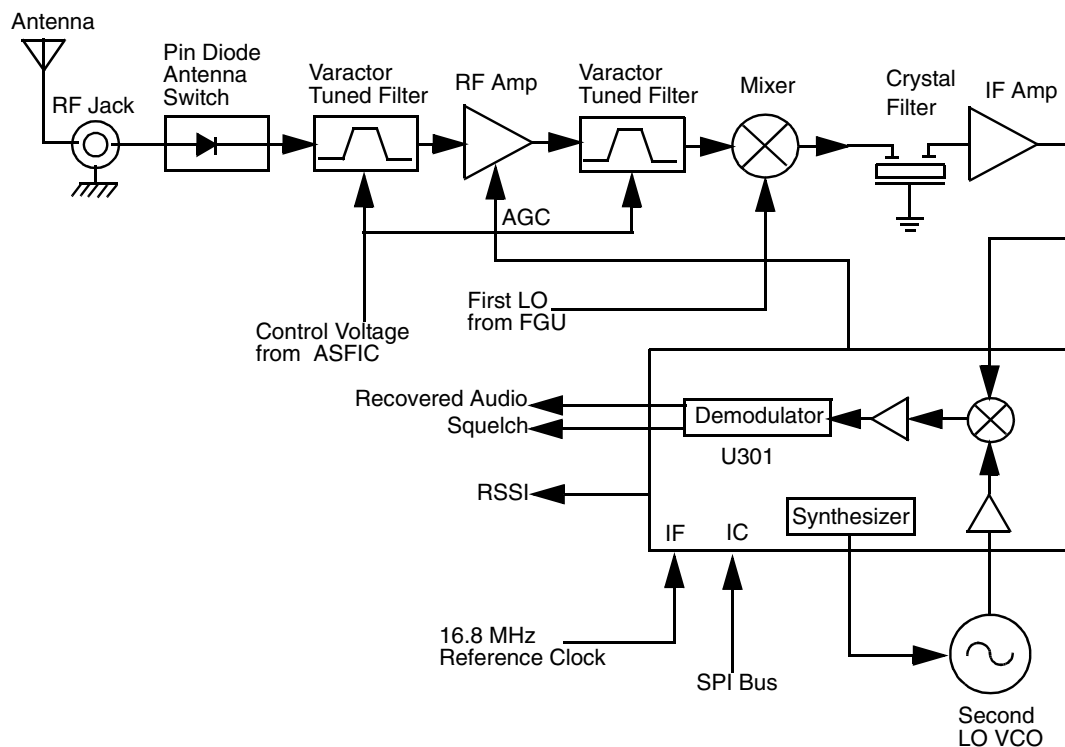 Antenna
Pin Diode
Antenna
Switch
RF Jack
Varactor
Tuned Filter
RF Amp
Varactor
Tuned Filter
Mixer
Crystal
Filter
IF Amp
AGC
First LO
from FGU
Control Voltage
from ASFIC
Recovered Audio
Squelch
Demodulator
U301
RSSI
Synthesizer
IF
IC
16.8 MHz
Reference Clock
SPI Bus
Second
LO VCO